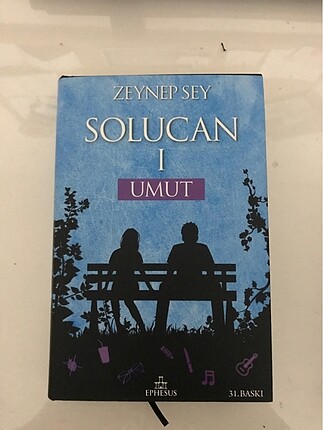 ZEYNEP SEY
SOLUCAN
I
UMUT
EPHESUS
31. BASKI